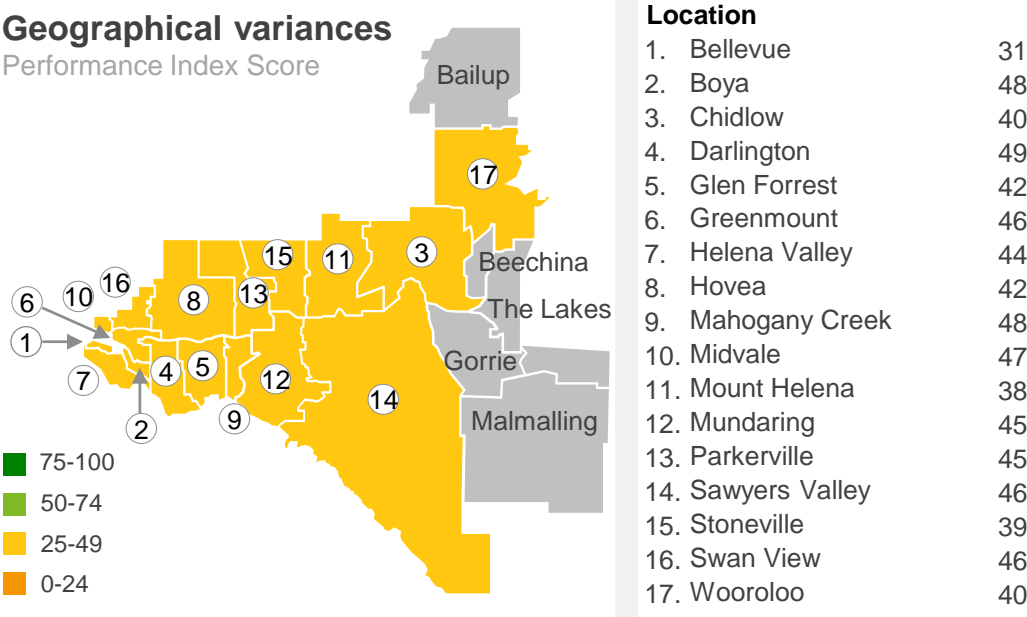 Geographical variances
Performance Index Score
Bailup
17
15
11
3
Beechina
16
10
8
13
6
The Lakes
1
Gorrie
7
4
5
12
14
2
9
Malmalling
75-100
50-74
25-49
0-24
Location
1. Bellevue 31
2. Boya 48
3. Chidlow 40
4. Darlington 49
5. Glen Forrest 42
6. Greenmount 46
7. Helena Valley 44
8. Hovea 42
9. Mahogany Creek 48
10. Midvale 47
11. Mount Helena 38
12. Mundaring 45
13. Parkerville 45
14. Sawyers Valley 46
15. Stoneville 39
16. Swan View 46
17. Wooroloo 40